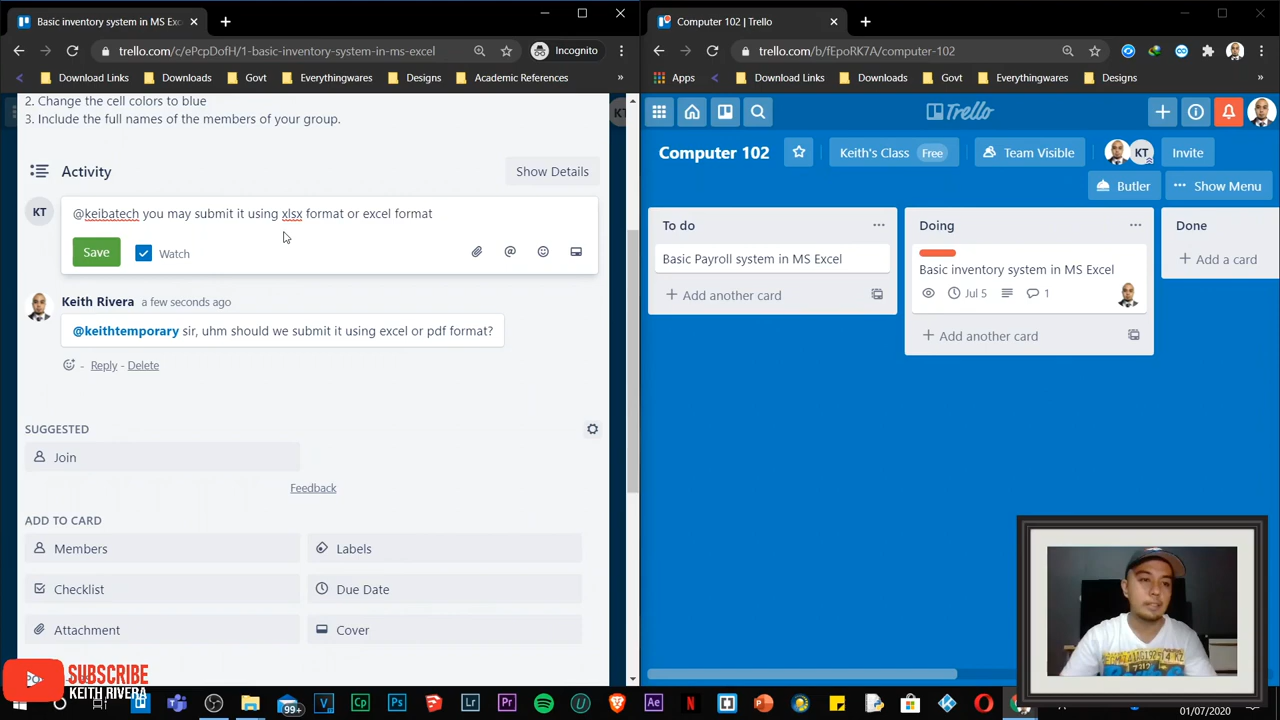 Basic inventory system in MS Exc
Computer 102 | Trello
trello.com/c/ePcpDofH/1-basic-inventory-system-in-ms-excel
Incognito
trello.com/b/fEpoRK7A/computer-102
Download Links
Downloads
Govt
Everythingwares
Designs
Academic References
»
Apps
Download Links
Downloads
Govt
Everythingwares
Designs
»
2. Change the cell colors to blue
3. Include the full names of the members of your group.
Activity
Show Details
KT
@keibatech you may submit it using xlsx format or excel format
Save
Watch
@
Keith Rivera a few seconds ago
@keithtemporary sir, uhm should we submit it using excel or pdf format?
- Reply - Delete
SUGGESTED
Join
Feedback
ADD TO CARD
Members
Labels
Checklist
Due Date
Attachment
Cover
SUBSCRIBE
KEITH RIVERA
KT
Trello
Computer 102
Keith's Class Free
Team Visible
KT
Invite
Butler
... Show Menu
To do
Basic Payroll system in MS Excel
+ Add another card
Doing
Basic inventory system in MS Excel
Jul 5
1
+ Add another card
Done
+ Add a card
99+
V
Cp
Ps
Lr
Pr
U
Ae
N
01/07/2020